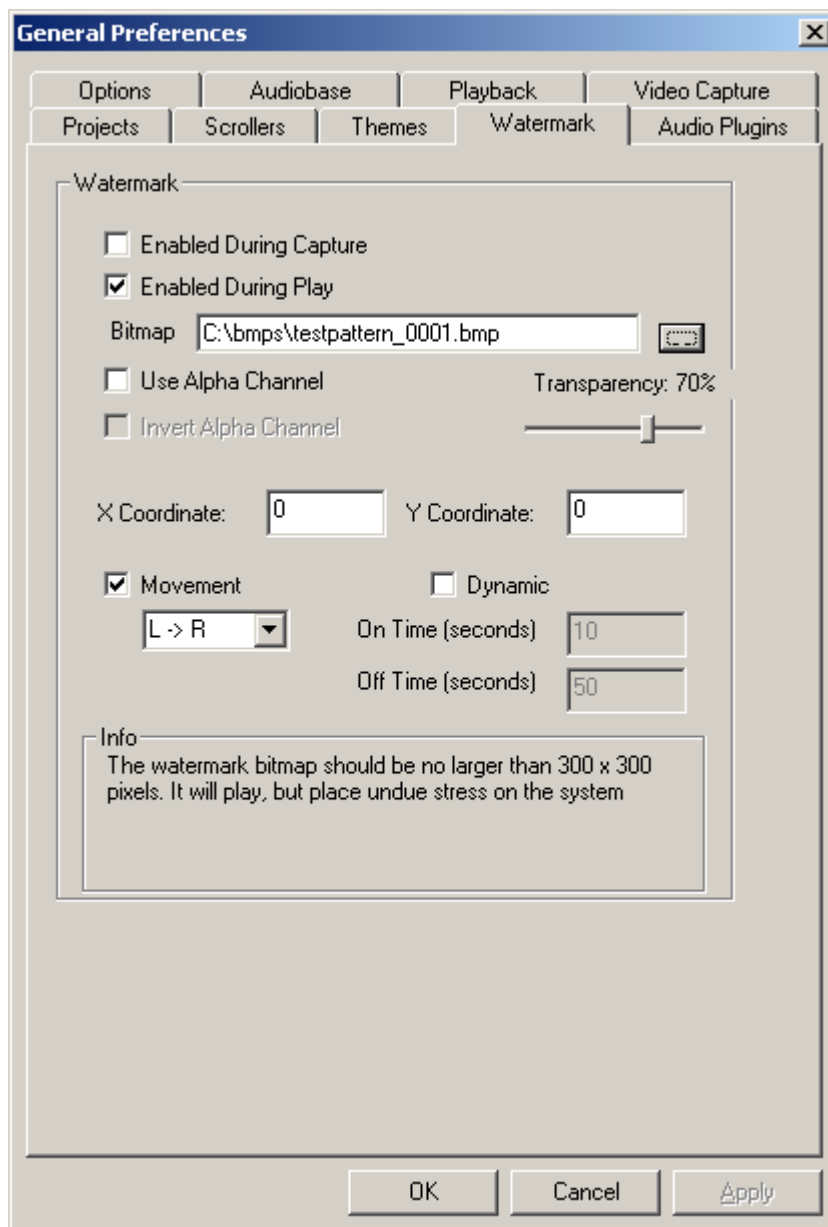 General Preferences
Options Audiobase Playback Video Capture
Projects Scrollers Themes Watermark Audio Plugins
Watermark
Enabled During Capture
Enabled During Play
Bitmap C:\bmps\testpattern_0001.bmp
Use Alpha Channel Transparency: 70%
Invert Alpha Channel
X Coordinate: 0 Y Coordinate: 0
Movement Dynamic
L -> R On Time (seconds) 10
Off Time (seconds) 50
Info
The watermark bitmap should be no larger than 300 x 300
pixels. It will play, but place undue stress on the system
OK Cancel Apply